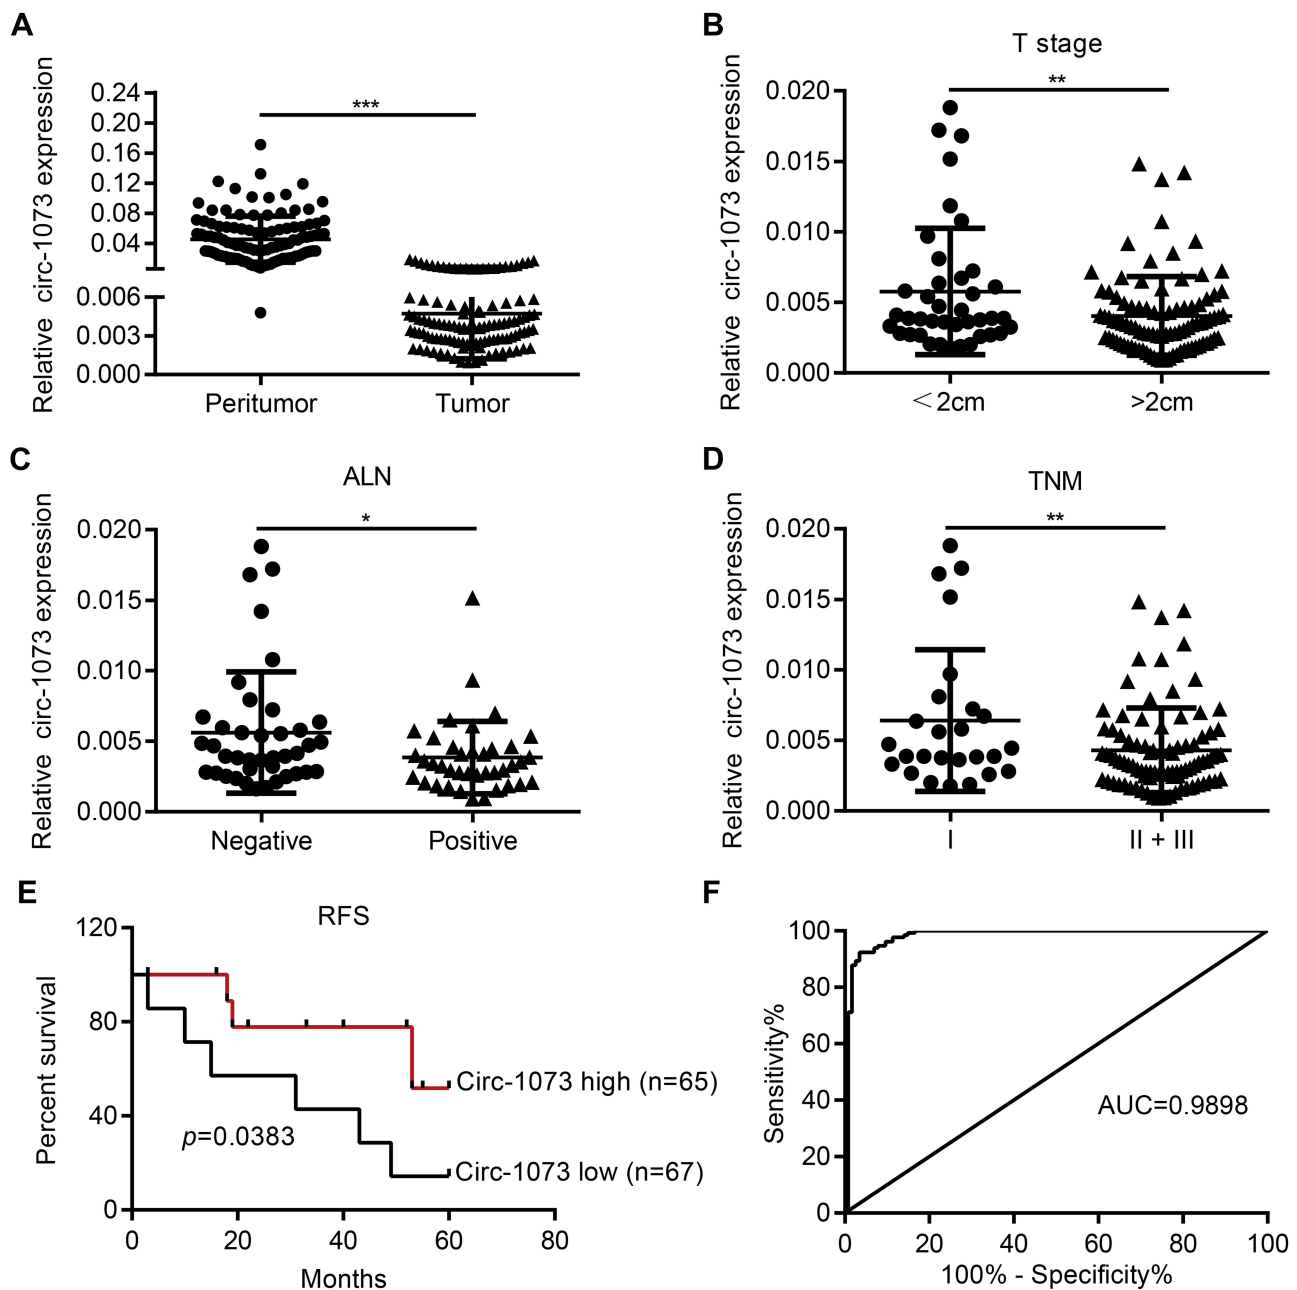 A
Relative circ-1073 expression
0.24
0.20
0.16
0.12
0.08
0.04
0.006
0.003
0.000
***
Peritumor
Tumor
B
T stage
Relative circ-1073 expression
0.020
0.015
0.010
0.005
0.000
**
<2cm
>2cm
C
ALN
Relative circ-1073 expression
0.020
0.015
0.010
0.005
0.000
*
Negative
Positive
D
TNM
Relative circ-1073 expression
0.020
0.015
0.010
0.005
0.000
**
I
II + III
E
RFS
Percent survival
120
80
40
0
Circ-1073 high (n=65)
p=0.0383
Circ-1073 low (n=67)
0 20 40 60 80
Months
F
Sensitivity%
100
80
60
40
20
0
AUC=0.9898
0 20 40 60 80 100
100% - Specificity%